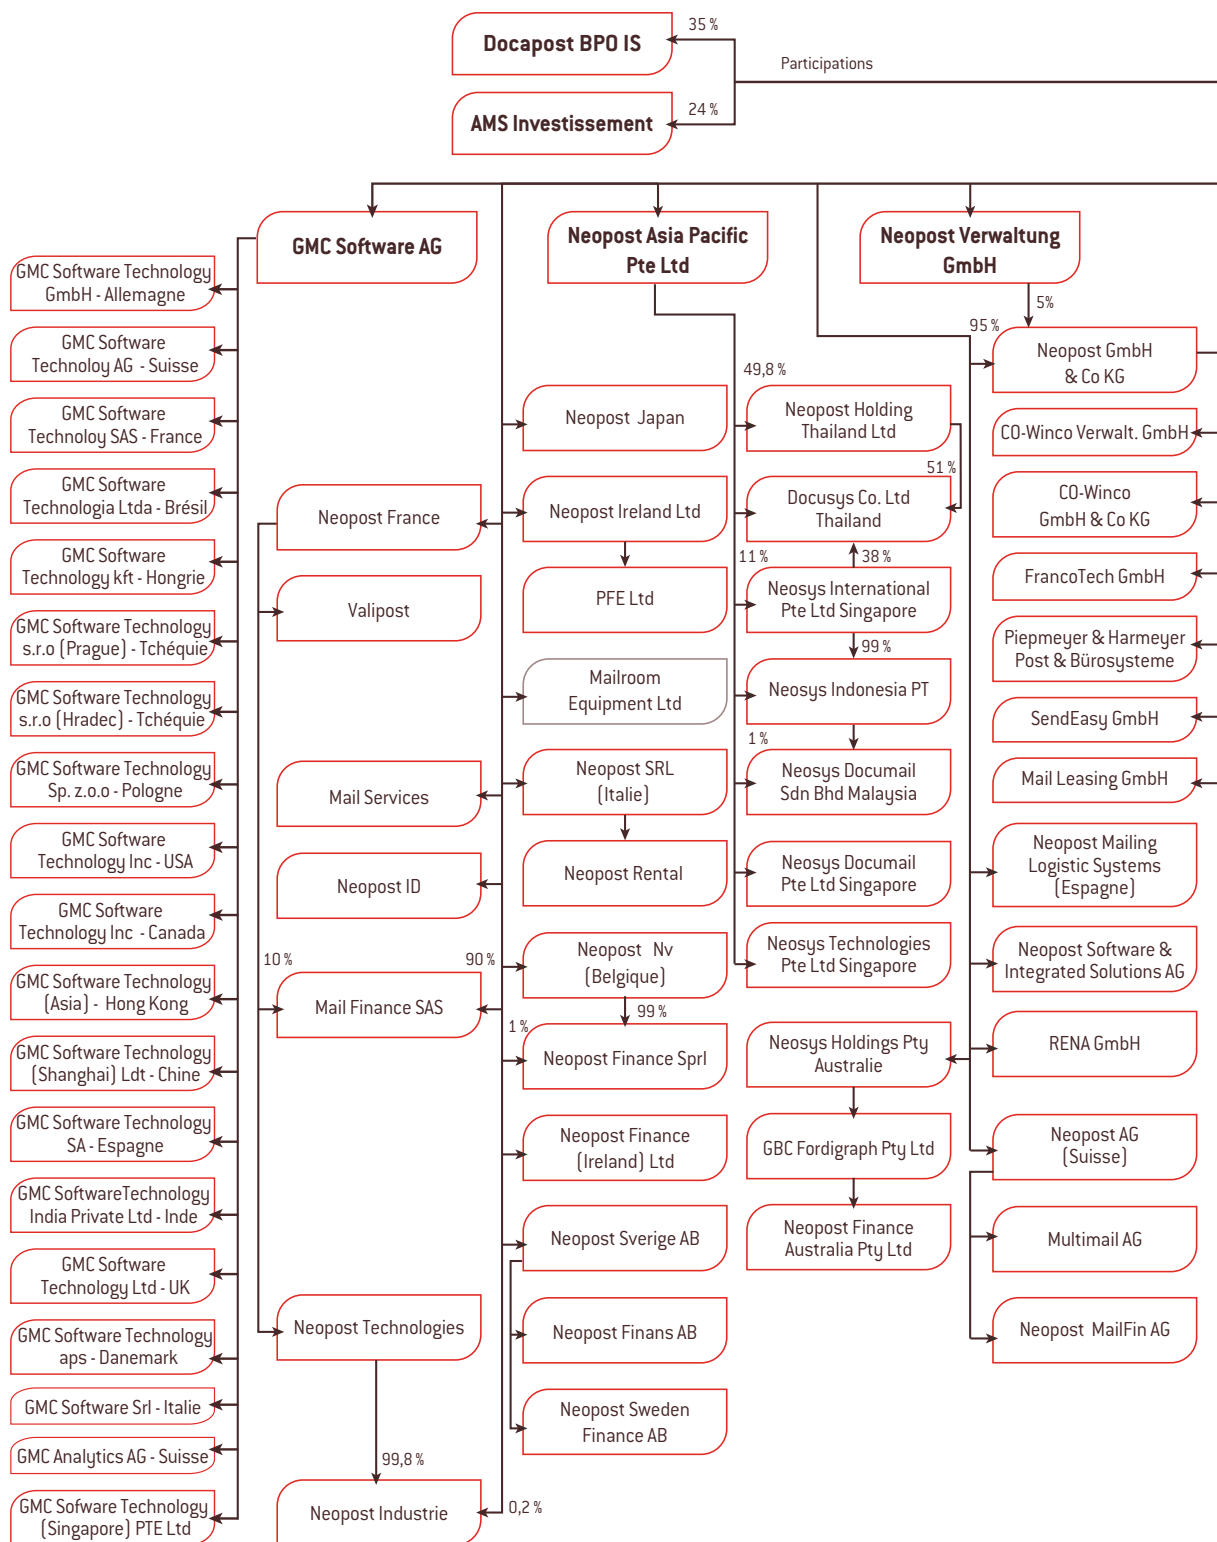 35 %
Docapost BPO IS
Participations
24 %
AMS Investissement
GMC Software AG
Neopost Asia Pacific
Pte Ltd
Neopost Verwaltung
GmbH
GMC Software Technology
GmbH - Allemagne
GMC Software
Technoloy AG - Suisse
GMC Software
Technoloy SAS - France
GMC Software
Technologia Ltda - Brésil
GMC Software
Technology kft - Hongrie
GMC Software Technology
s.r.o (Prague) - Tchéquie
GMC Software Technology
s.r.o (Hradec) - Tchéquie
GMC Software Technology
Sp. z.o.o - Pologne
GMC Software
Technology Inc - USA
GMC Software
Technology Inc - Canada
GMC Software Technology
(Asia) - Hong Kong
GMC Software Technology
(Shanghai) Ldt - Chine
GMC Software Technology
SA - Espagne
GMC SoftwareTechnology
India Private Ltd - Inde
GMC Software
Technology Ltd - UK
GMC Software Technology
aps - Danemark
GMC Software Srl - Italie
GMC Analytics AG - Suisse
GMC Sofware Technology
(Singapore) PTE Ltd
Neopost France
Valipost
Mail Services
Neopost ID
10 %
90 %
Mail Finance SAS
Neopost Technologies
99,8 %
Neopost Industrie
0,2 %
Neopost Japan
Neopost Ireland Ltd
PFE Ltd
Mailroom
Equipment Ltd
Neopost SRL
(Italie)
Neopost Rental
Neopost Nv
(Belgique)
99 %
1 %
Neopost Finance Sprl
Neopost Finance
(Ireland) Ltd
Neopost Sverige AB
Neopost Finans AB
Neopost Sweden
Finance AB
49,8 %
Neopost Holding
Thailand Ltd
51 %
Docusys Co. Ltd
Thailand
11 %
38 %
Neosys International
Pte Ltd Singapore
99 %
Neosys Indonesia PT
1 %
Neosys Documail
Sdn Bhd Malaysia
Neosys Documail
Pte Ltd Singapore
Neosys Technologies
Pte Ltd Singapore
Neosys Holdings Pty
Australie
GBC Fordigraph Pty Ltd
Neopost Finance
Australia Pty Ltd
5%
95 %
Neopost GmbH
& Co KG
CO-Winco Verwalt. GmbH
CO-Winco
GmbH & Co KG
FrancoTech GmbH
Piepmeyer & Harmeyer
Post & Bürosysteme
SendEasy GmbH
Mail Leasing GmbH
Neopost Mailing
Logistic Systems
(Espagne)
Neopost Software &
Integrated Solutions AG
RENA GmbH
Neopost AG
(Suisse)
Multimail AG
Neopost MailFin AG